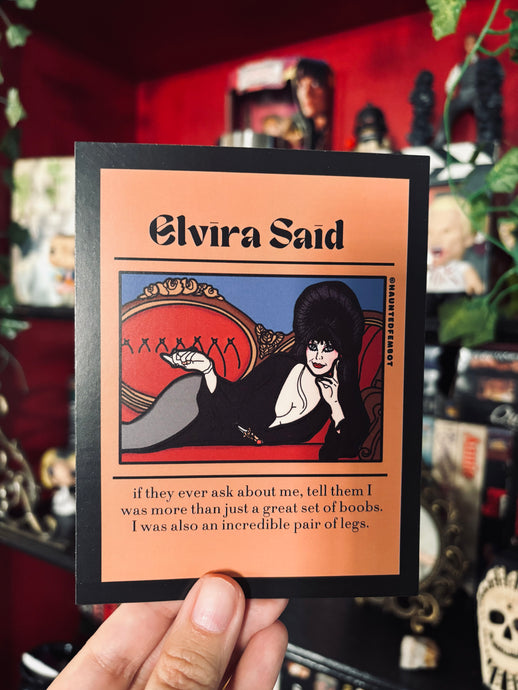 Elvira Said
@HAUNTEDFEMBOT
if they ever ask about me, tell them I
was more than just a great set of boobs.
I was also an incredible pair of legs.